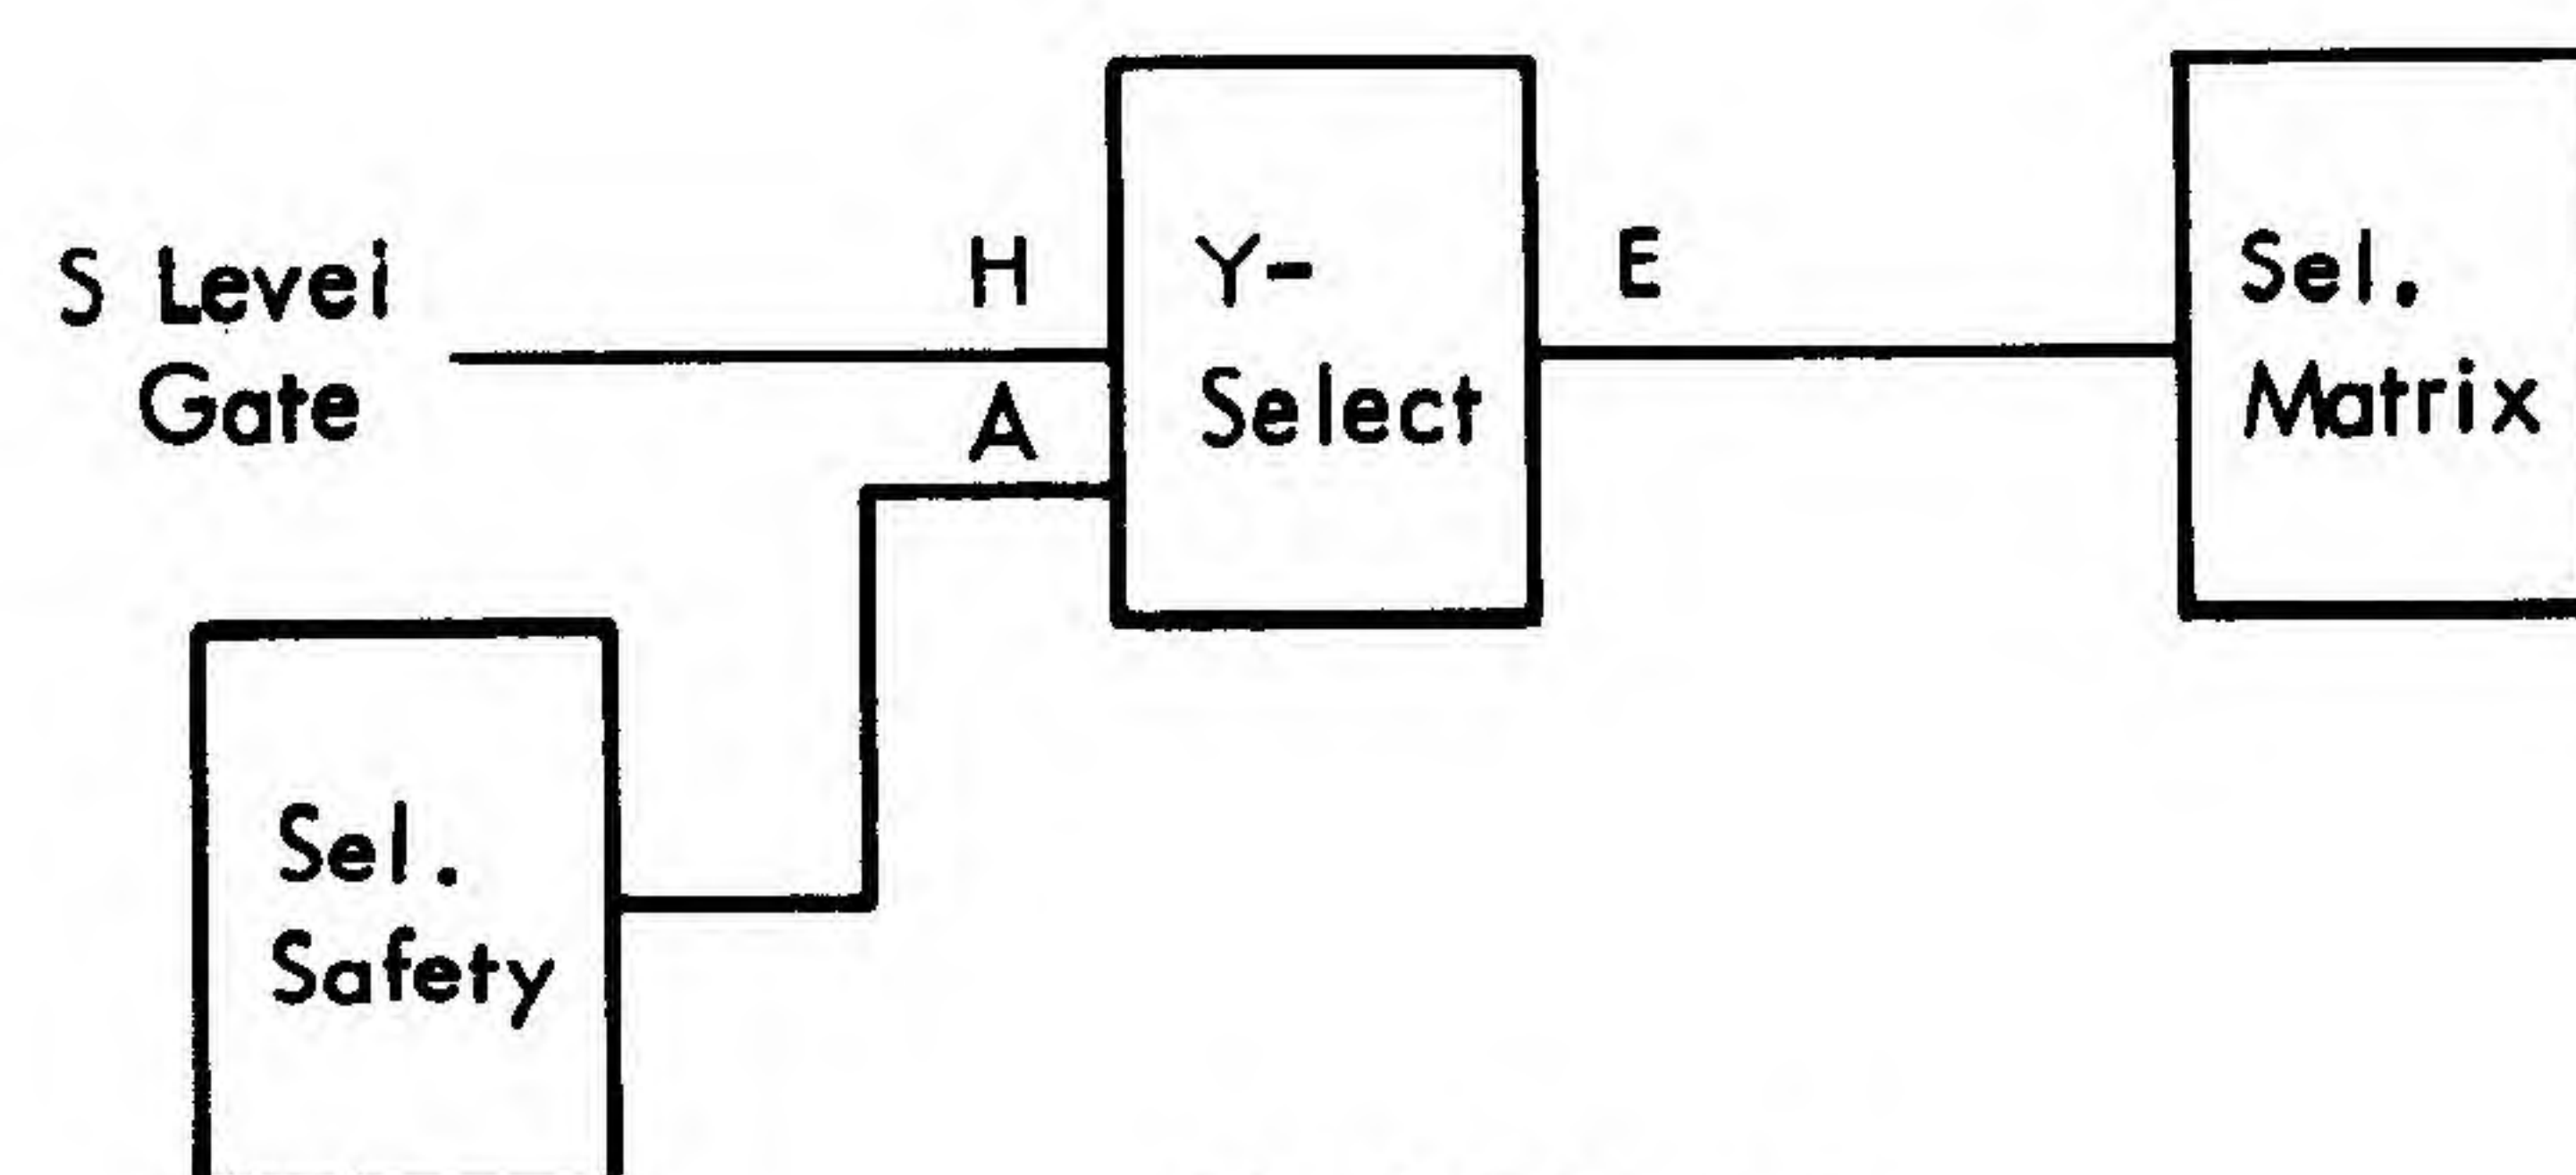 S Level
Gate
H
A
Y-
Select
E
Sel.
Matrix
Sel.
Safety